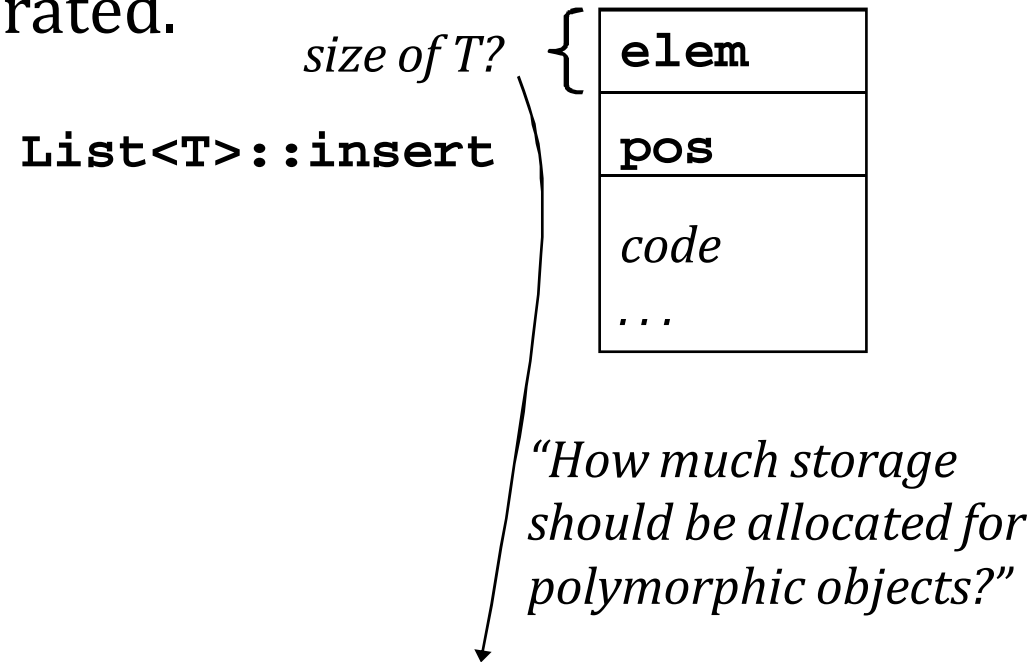 rated.
size of T?
elem
List<T>::insert
pos
code
. . .
“How much storage
should be allocated for
polymorphic objects?”